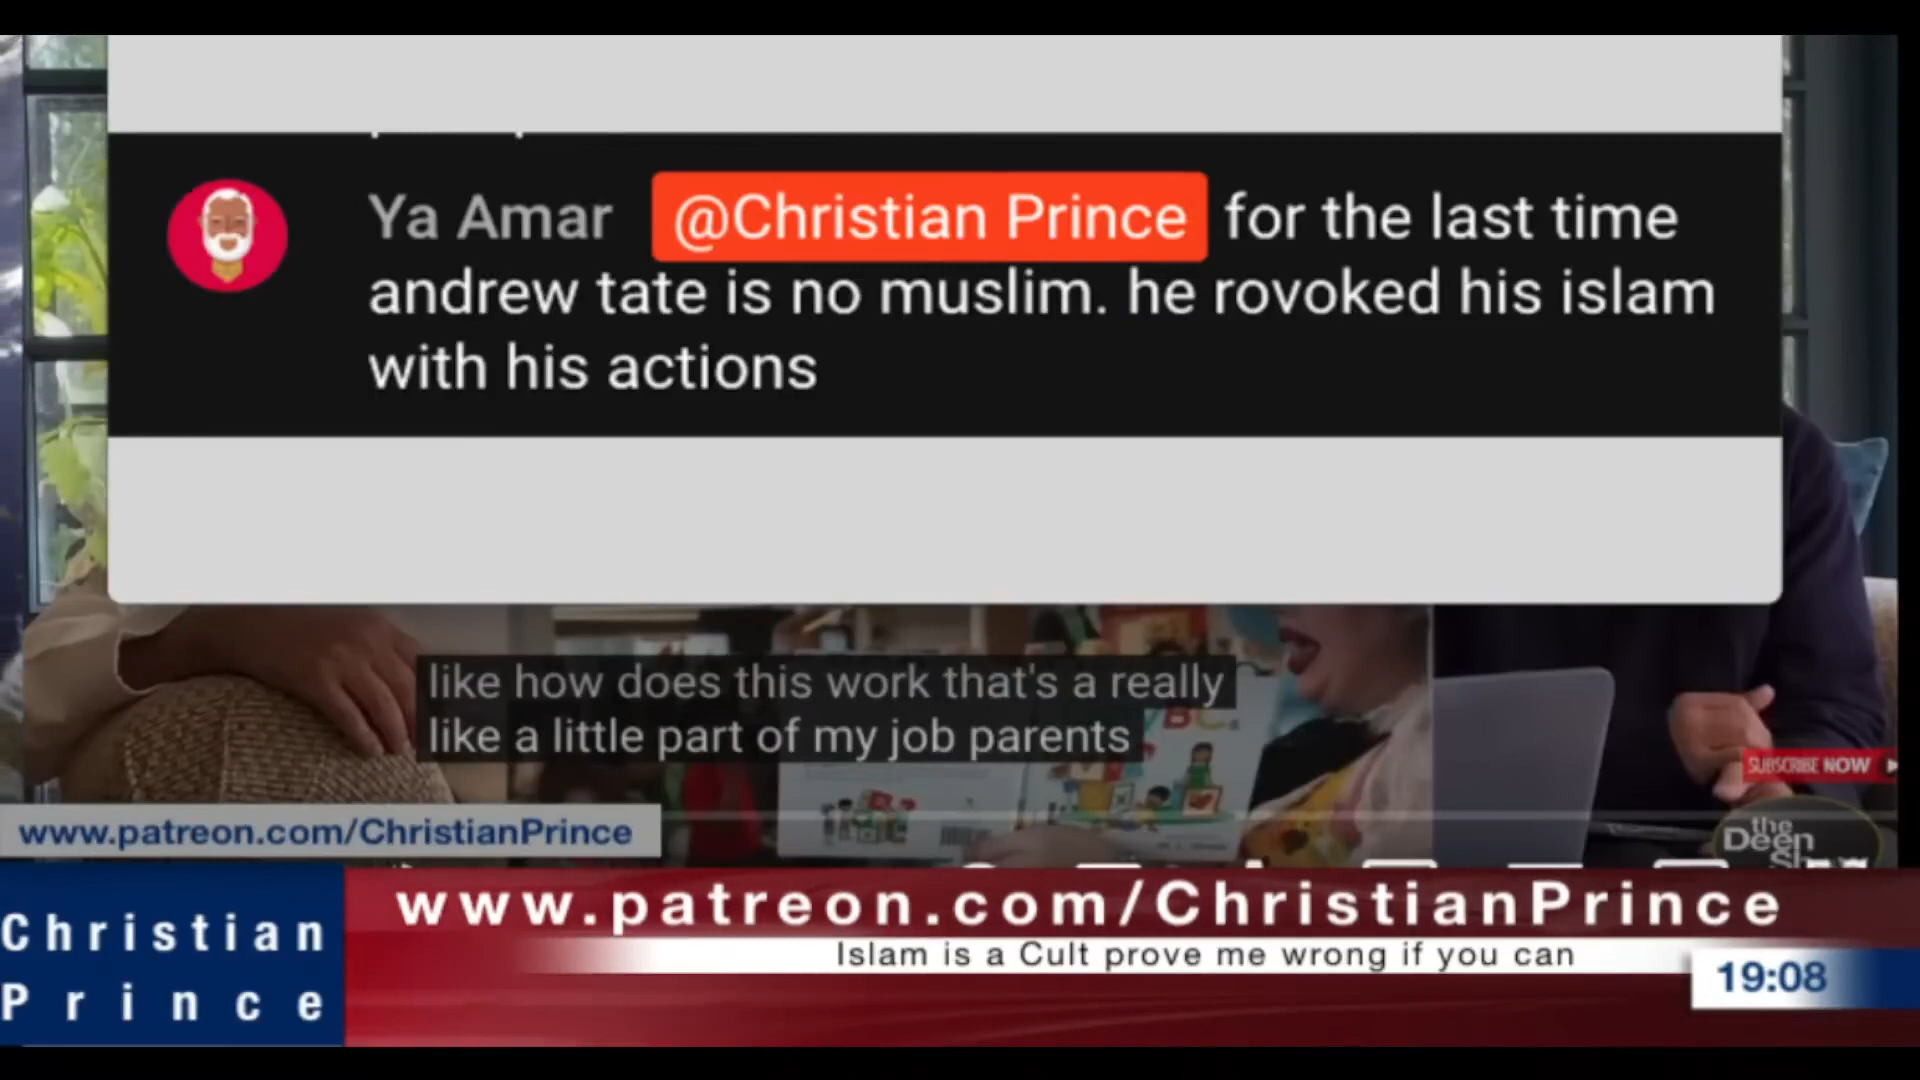 Ya Amar @Christian Prince for the last time
andrew tate is no muslim. he rovoked his islam
with his actions
like how does this work that's a really
like a little part of my job parents
SUBSCRIBE NOW
www.patreon.com/ChristianPrince
the
Deen
Christian
Prince
www.patreon.com/ChristianPrince
Islam is a Cult prove me wrong if you can
19:08